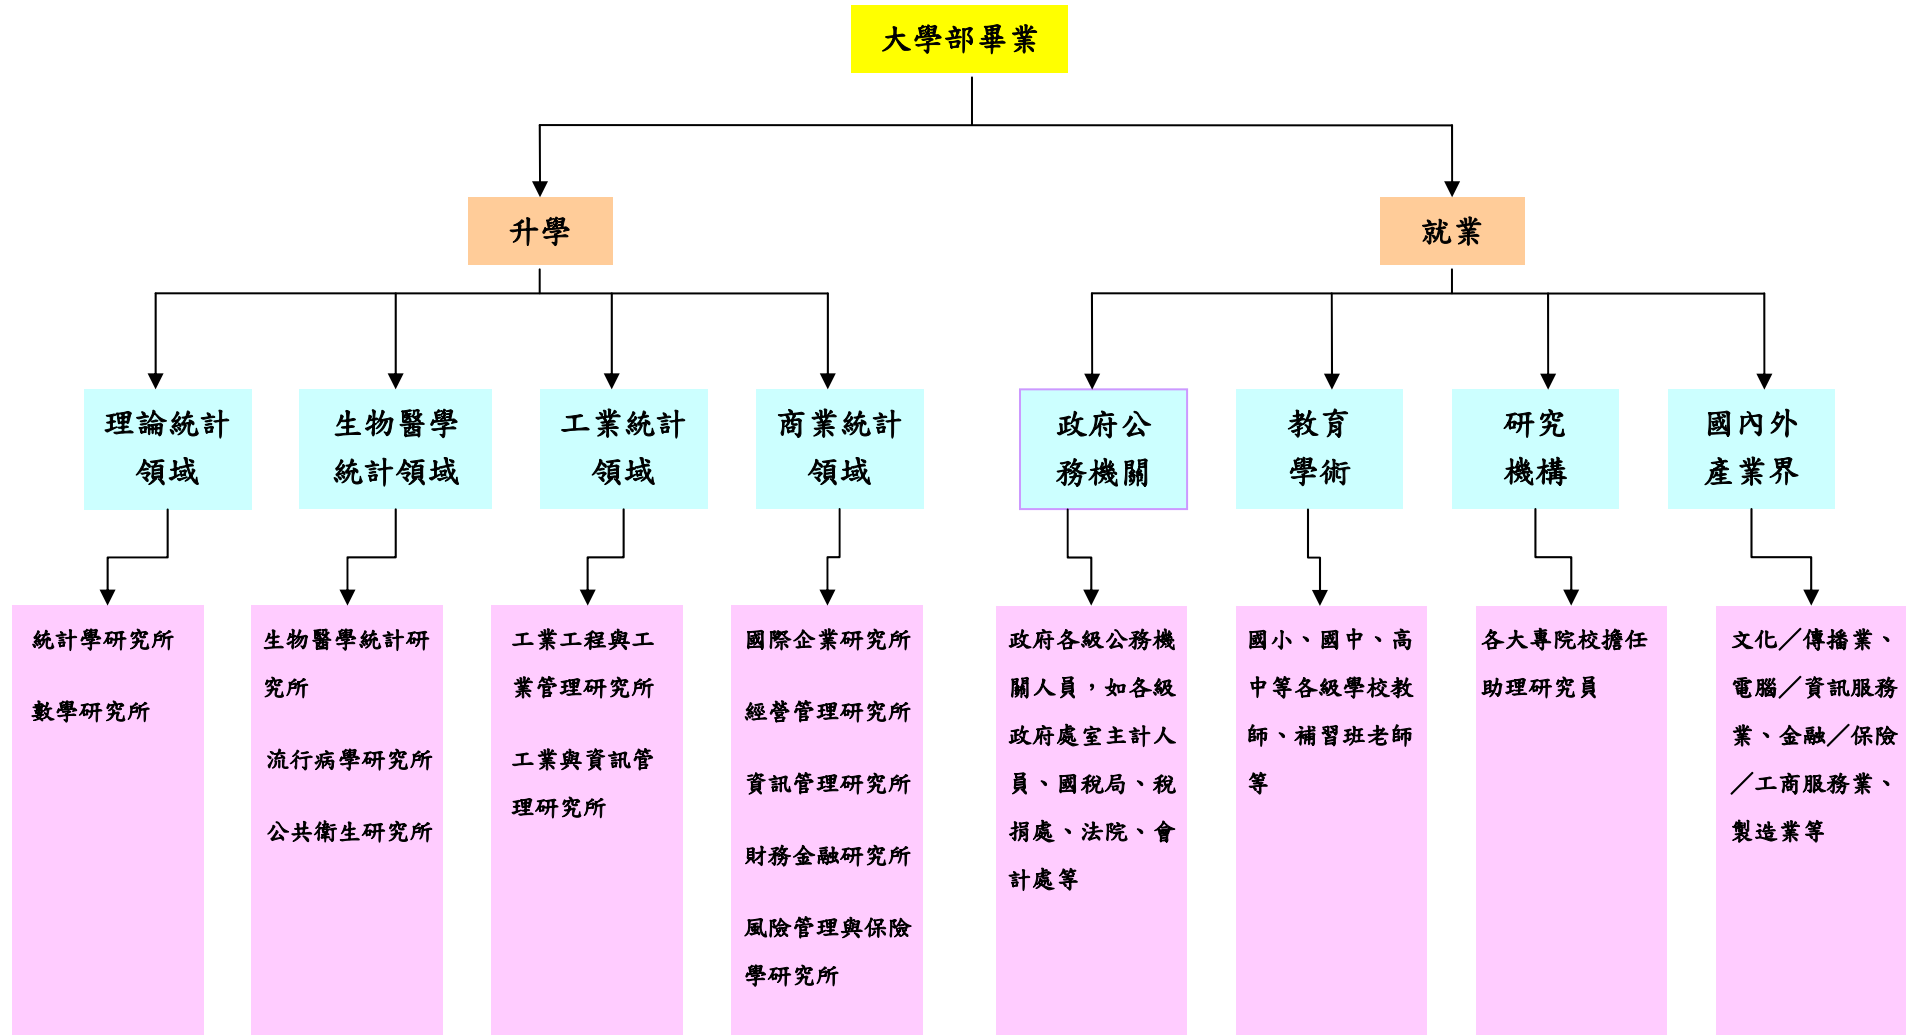 大學部畢業
升學
就業
理論統計
領域
生物醫學
統計領域
工業統計
領域
商業統計
領域
政府公
務機關
教育
學術
研究
機構
國內外
產業界
統計學研究所
數學研究所
生物醫學統計研
究所
流行病學研究所
公共衛生研究所
工業工程與工
業管理研究所
工業與資訊管
理研究所
國際企業研究所
經營管理研究所
資訊管理研究所
財務金融研究所
風險管理與保險
學研究所
政府各級公務機
關人員，如各級
政府處室主計人
員、國稅局、稅
捐處、法院、會
計處等
國小、國中、高
中等各級學校教
師、補習班老師
等
各大專院校擔任
助理研究員
文化／傳播業、
電腦／資訊服務
業、金融／保險
／工商服務業、
製造業等